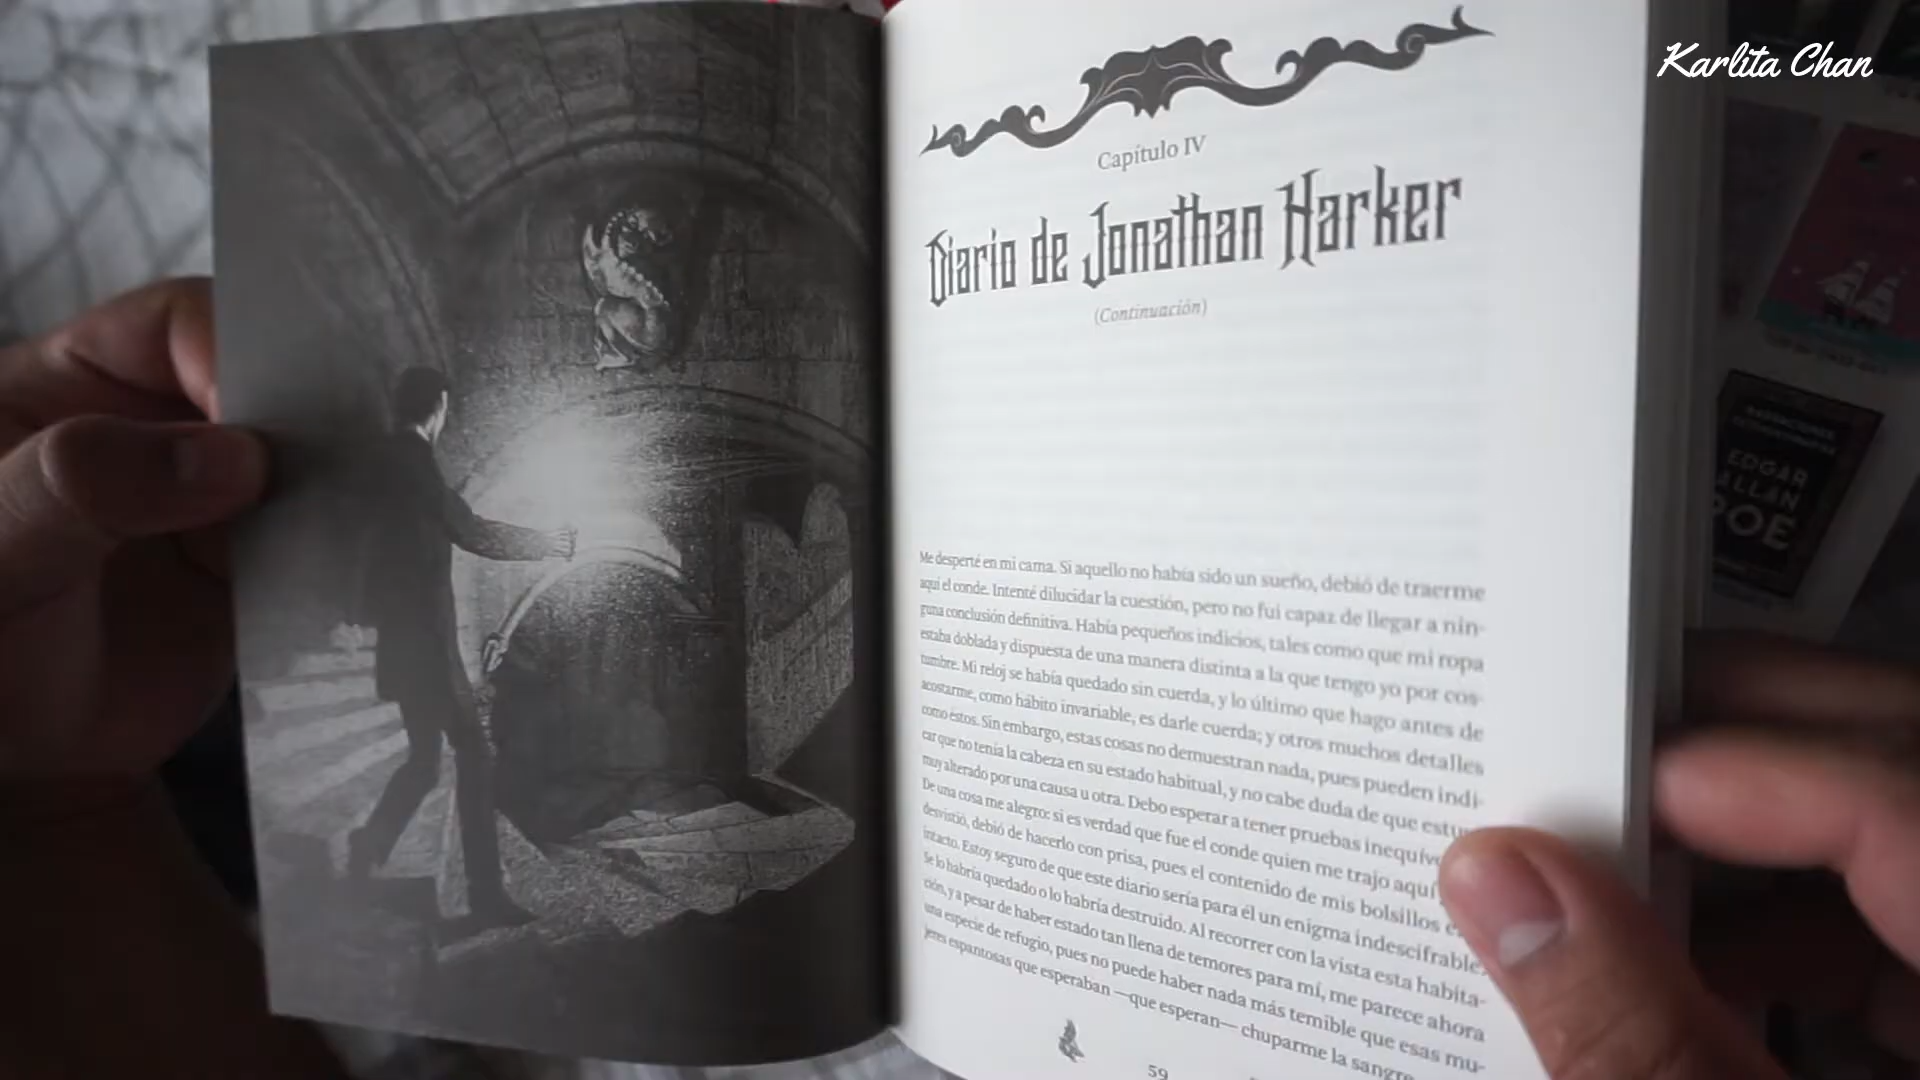 Karlita Chan
Capítulo IV
Diario de Jonathan Harker
(Continuación)
Me desperté en mi cama. Si aquello no había sido un sueño, debió de traerme
aquí el conde. Intenté dilucidar la cuestión, pero no fui capaz de llegar a nin-
guna conclusión definitiva. Había pequeños indicios, tales como que mi ropa
estaba doblada y dispuesta de una manera distinta a la que tengo yo por cos-
tumbre. Mi reloj se había quedado sin cuerda, y lo último que hago antes de
acostarme, como hábito invariable, es darle cuerda; y otros muchos detalles
como éstos. Sin embargo, estas cosas no demuestran nada, pues pueden indi-
car que no tenía la cabeza en su estado habitual, y no cabe duda de que estu
muy alterado por una causa u otra. Debo esperar a tener pruebas inequívo
De una cosa me alegro: si es verdad que fue el conde quien me trajo aquí
desvistió, debió de hacerlo con prisa, pues el contenido de mis bolsillos
intacto. Estoy seguro de que este diario sería para él un enigma indescifrable,
Se lo habría quedado o lo habría destruido. Al recorrer con la vista esta habita-
ción, y a pesar de haber estado tan llena de temores para mí, me parece ahora
una especie de refugio, pues no puede haber nada más temible que esas mu-
jeres espantosas que esperaban —que esperan— chuparme la sangre
59
EDGAR
ALLAN
POE